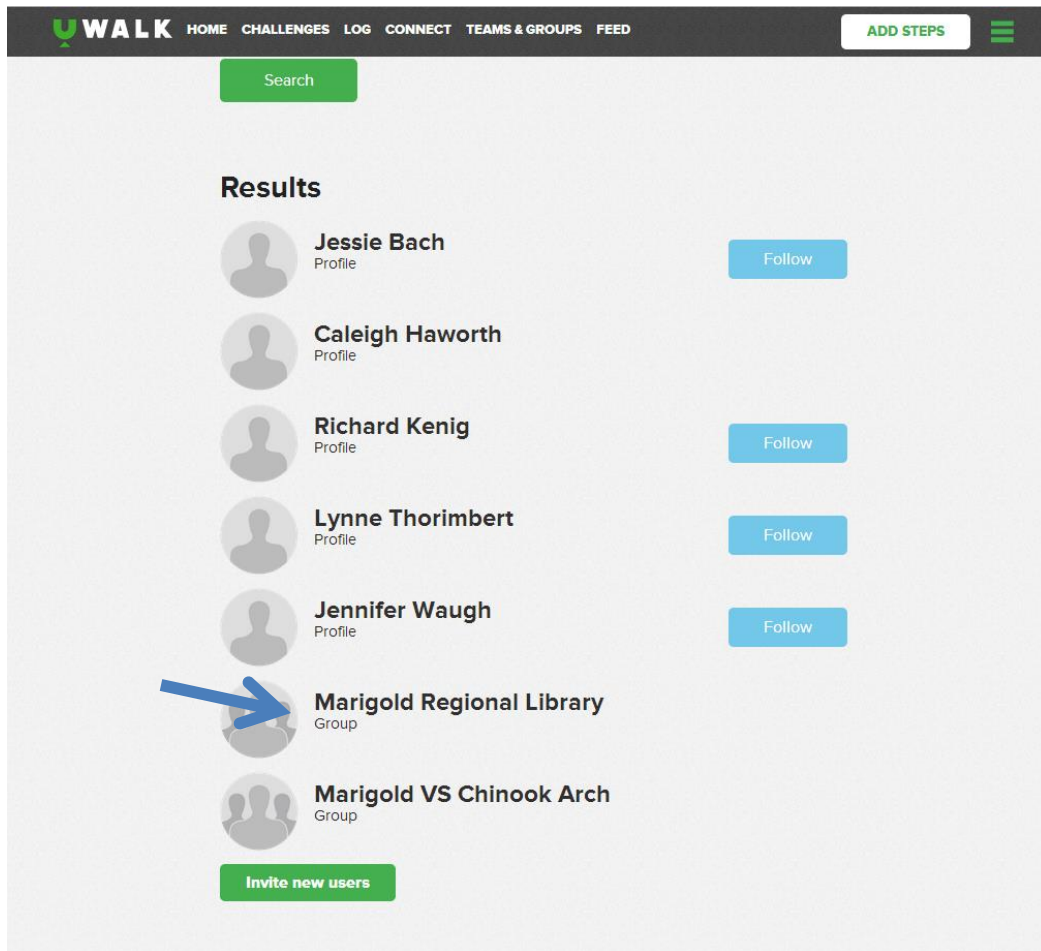 UWALK HOME CHALLENGES LOG CONNECT TEAMS & GROUPS FEED ADD STEPS
Search
Results
Jessie Bach
Profile
Follow
Caleigh Haworth
Profile
Richard Kenig
Profile
Follow
Lynne Thorimbert
Profile
Follow
Jennifer Waugh
Profile
Follow
Marigold Regional Library
Group
Marigold VS Chinook Arch
Group
Invite new users